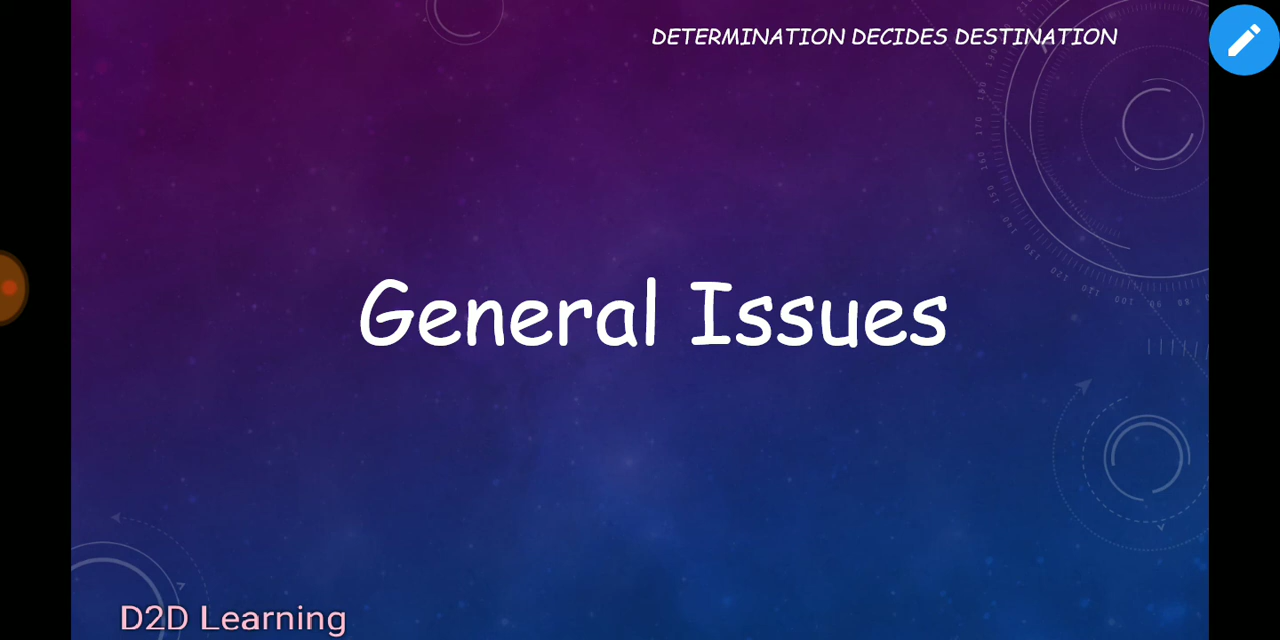 DETERMINATION DECIDES DESTINATION
General Issues
D2D Learning